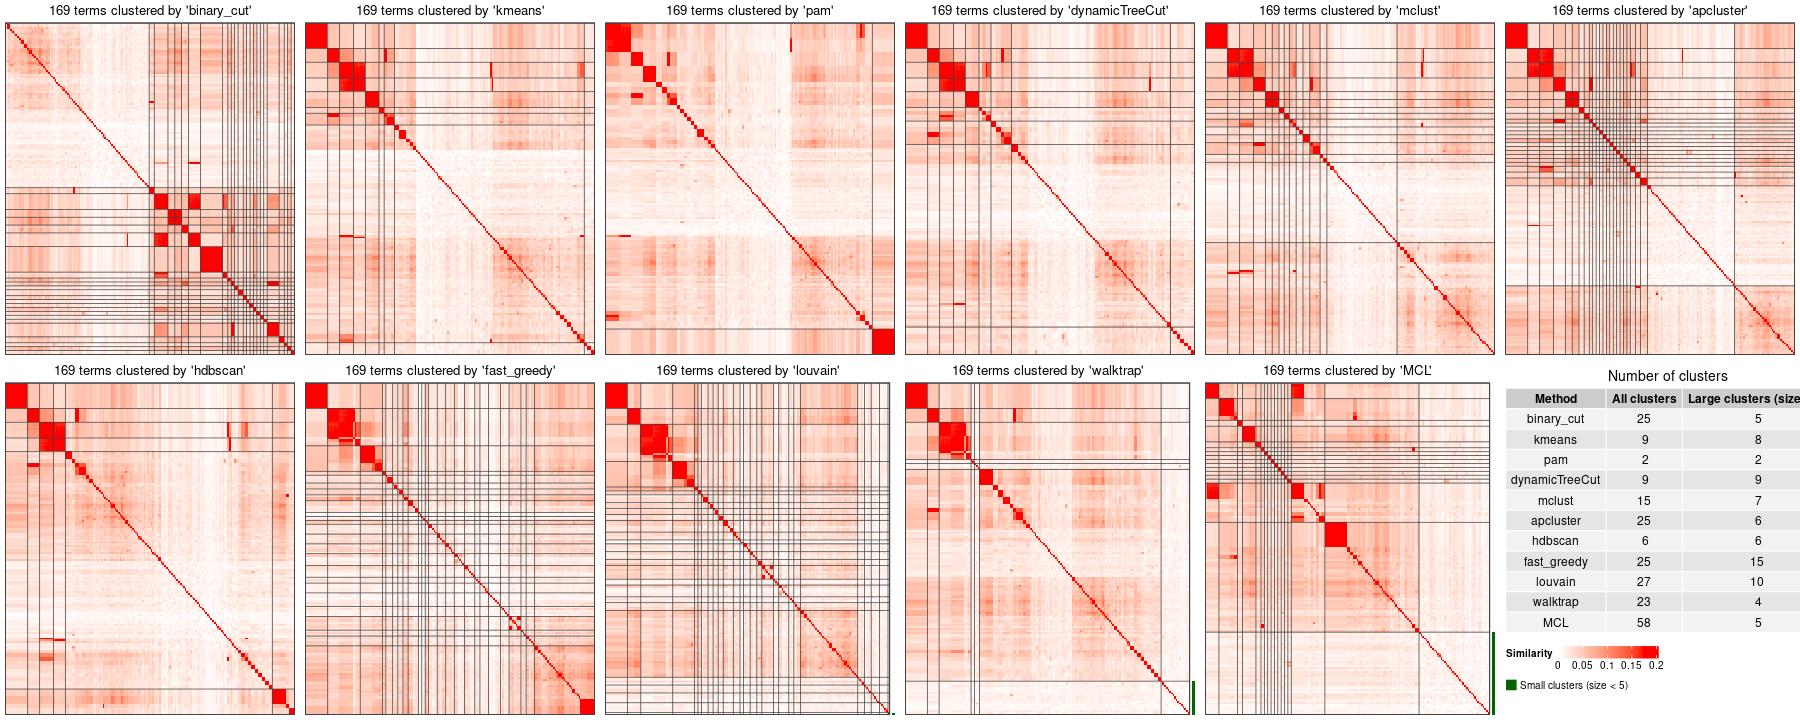 169 terms clustered by 'binary_cut'
169 terms clustered by 'kmeans'
169 terms clustered by 'pam'
169 terms clustered by 'dynamicTreeCut'
169 terms clustered by 'mclust'
169 terms clustered by 'apcluster'
169 terms clustered by 'hdbscan'
169 terms clustered by 'fast_greedy'
169 terms clustered by 'louvain'
169 terms clustered by 'walktrap'
169 terms clustered by 'MCL'
Number of clusters
Method All clusters Large clusters (size
binary_cut 25 5
kmeans 9 8
pam 2 2
dynamicTreeCut 9 9
mclust 15 7
apcluster 25 6
hdbscan 6 6
fast_greedy 25 15
louvain 27 10
walktrap 23 4
MCL 58 5
Similarity
0 0.05 0.1 0.15 0.2
Small clusters (size < 5)